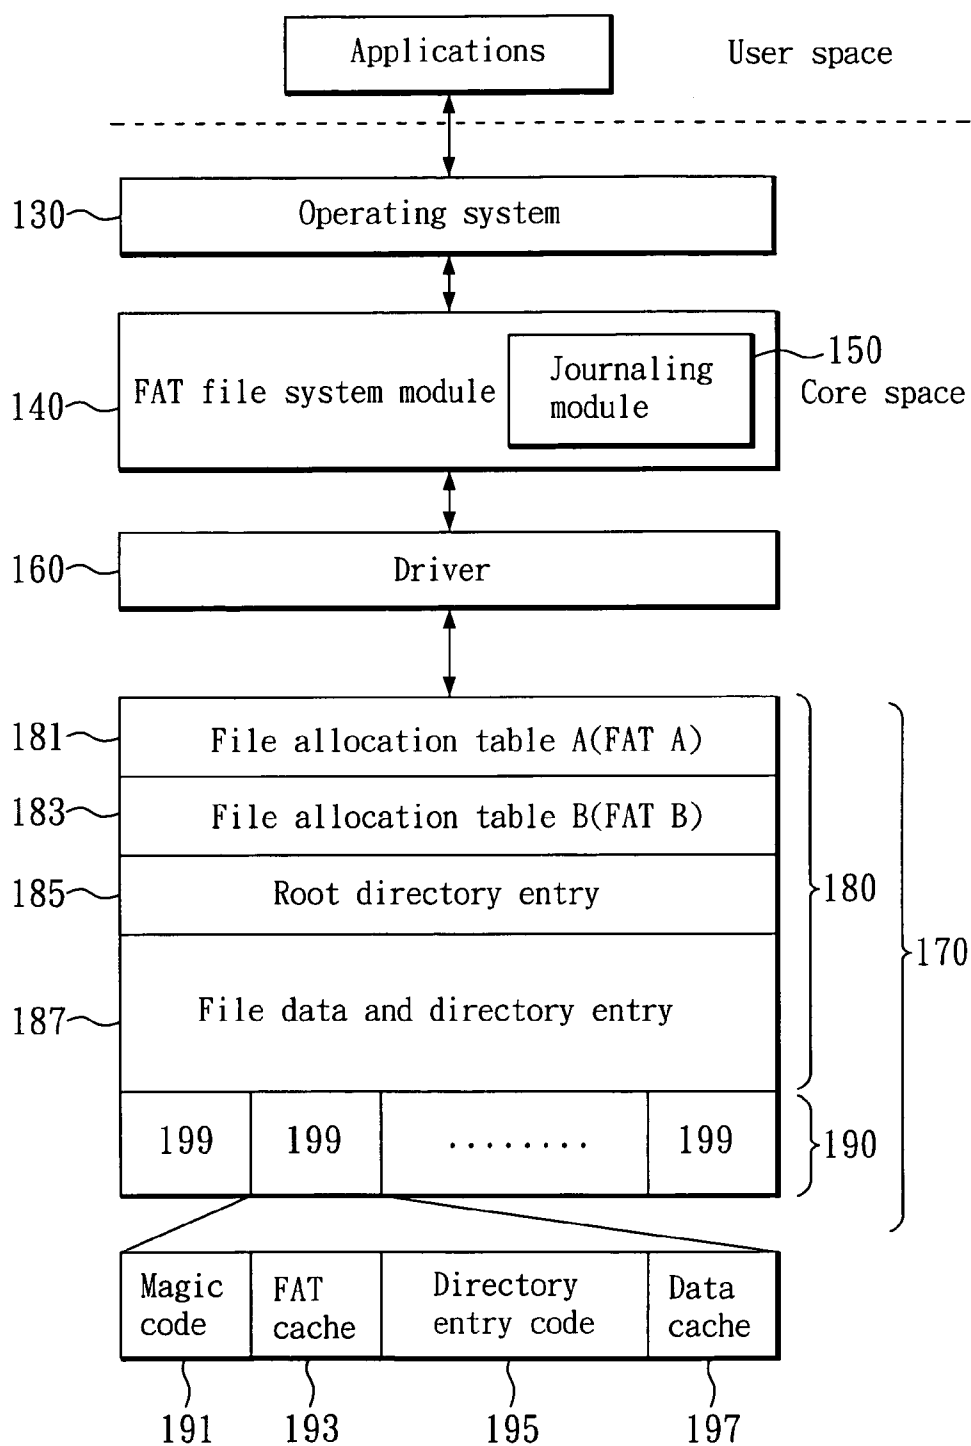 Applications
User space
130
Operating system
150
Journaling
module
FAT file system module
140
Core space
160
Driver
181
File allocation table A(FAT A)
183
File allocation table B(FAT B)
185
Root directory entry
180
170
187
File data and directory entry
199 199 ........ 199
190
Magic
code
FAT
cache
Directory
entry code
Data
cache
191 193 195 197